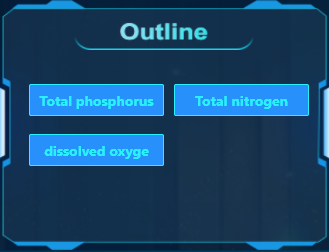 Outline
Total phosphorus
Total nitrogen
dissolved oxyge